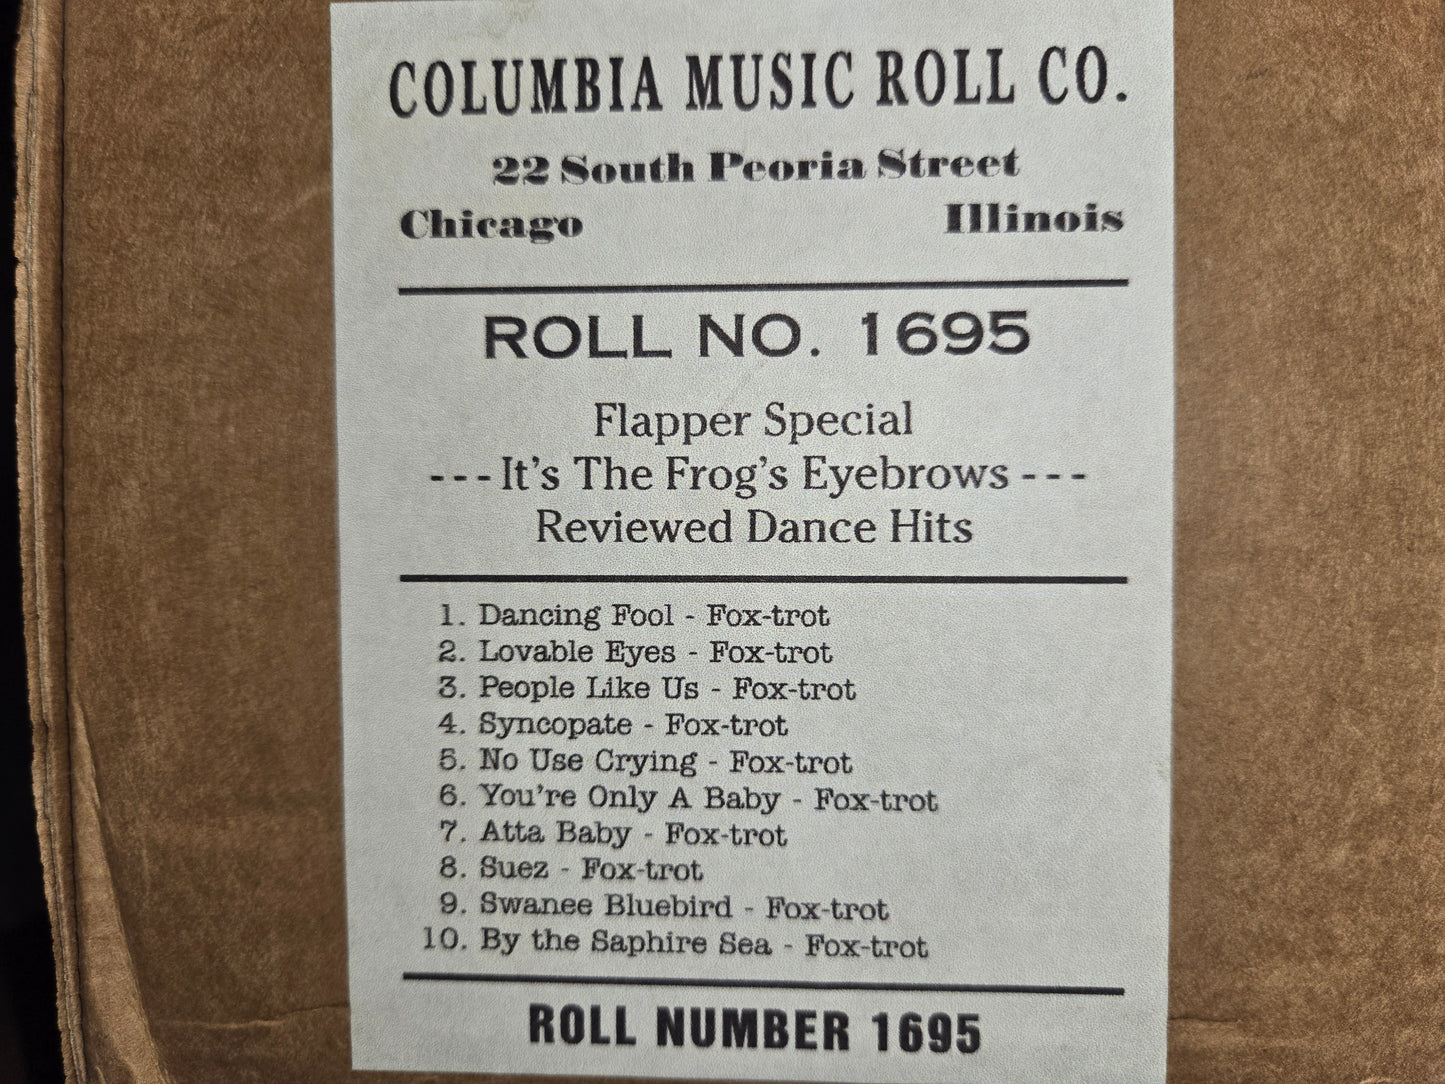 COLUMBIA MUSIC ROLL CO.
22 South Peoria Street
Chicago Illinois
ROLL NO. 1695
Flapper Special
--- It's The Frog's Eyebrows ---
Reviewed Dance Hits
1. Dancing Fool - Fox-trot
2. Lovable Eyes - Fox-trot
3. People Like Us - Fox-trot
4. Syncopate - Fox-trot
5. No Use Crying - Fox-trot
6. You're Only A Baby - Fox-trot
7. Atta Baby - Fox-trot
8. Suez - Fox-trot
9. Swanee Bluebird - Fox-trot
10. By the Saphire Sea - Fox-trot
ROLL NUMBER 1695